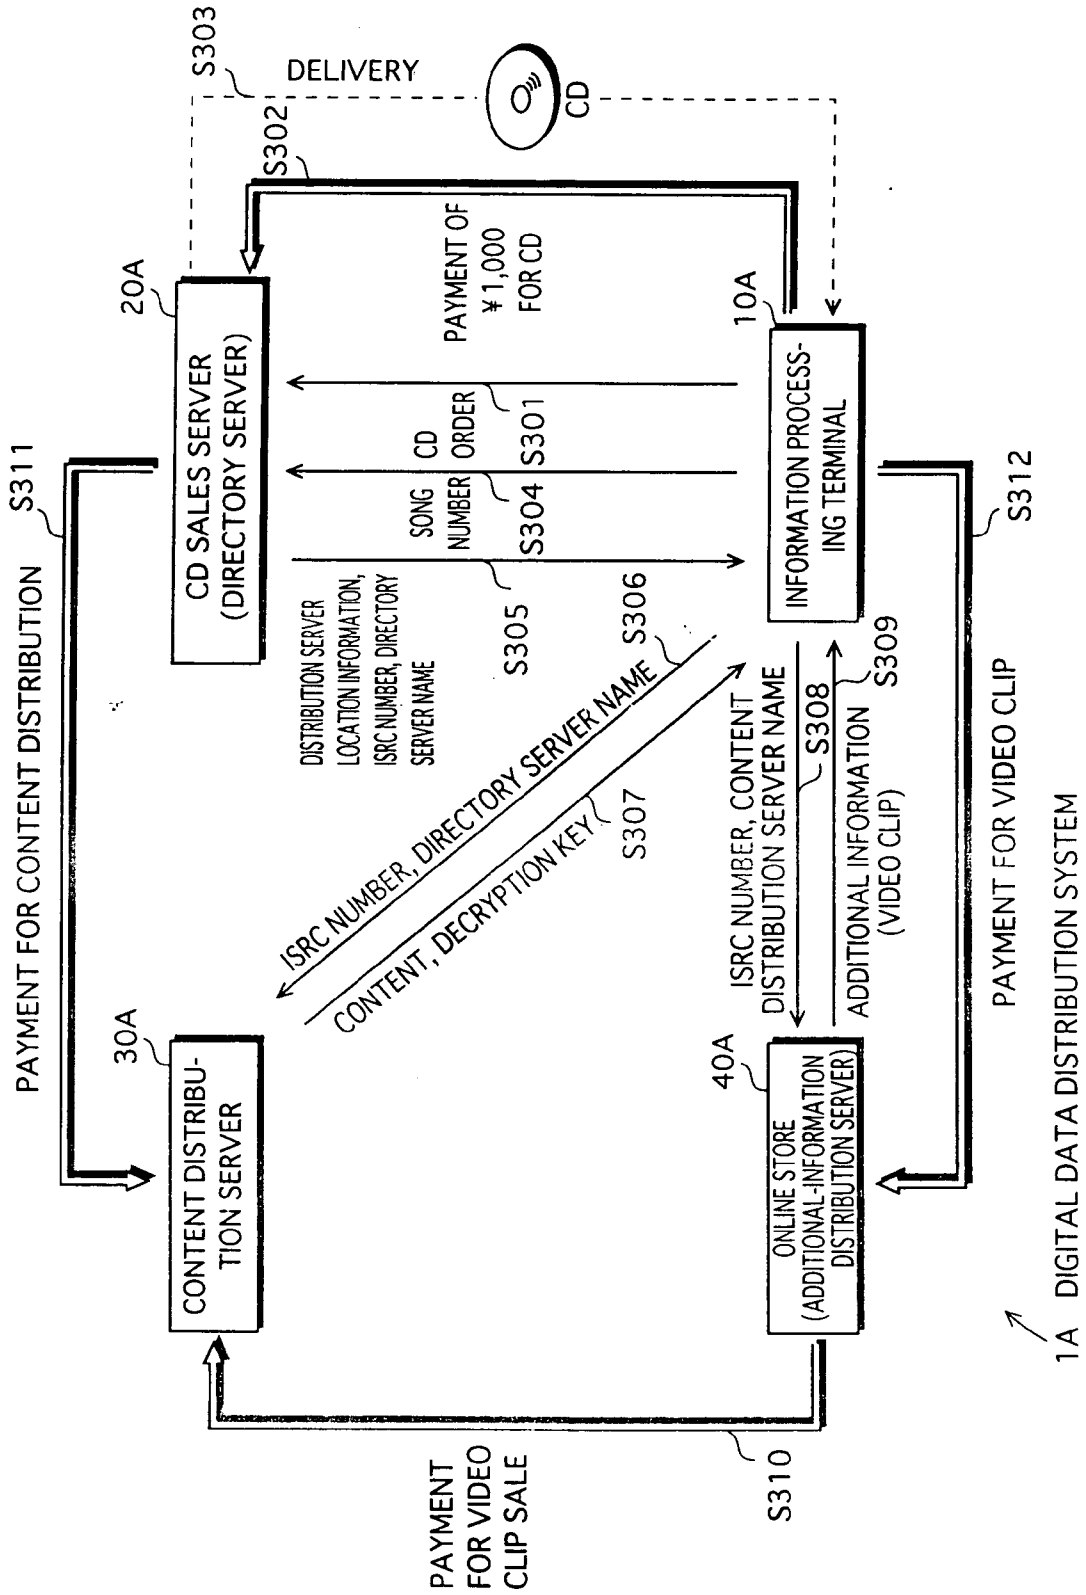 PAYMENT FOR CONTENT DISTRIBUTION
S311
30A
CONTENT DISTRIBU-
TION SERVER
20A
CD SALES SERVER
(DIRECTORY SERVER)
S303
DELIVERY
CD
S302
PAYMENT OF
¥1,000
FOR CD
CD
ORDER
S301
SONG
NUMBER
S304
DISTRIBUTION SERVER
LOCATION INFORMATION,
ISRC NUMBER, DIRECTORY
SERVER NAME
S305
ISRC NUMBER, DIRECTORY SERVER NAME
S306
CONTENT, DECRYPTION KEY
S307
PAYMENT
FOR VIDEO
CLIP SALE
S310
40A
ONLINE STORE
(ADDITIONAL-INFORMATION
DISTRIBUTION SERVER)
ISRC NUMBER, CONTENT
DISTRIBUTION SERVER NAME
S308
ADDITIONAL INFORMATION
(VIDEO CLIP)
S309
10A
INFORMATION PROCESS-
ING TERMINAL
PAYMENT FOR VIDEO CLIP
S312
1A DIGITAL DATA DISTRIBUTION SYSTEM